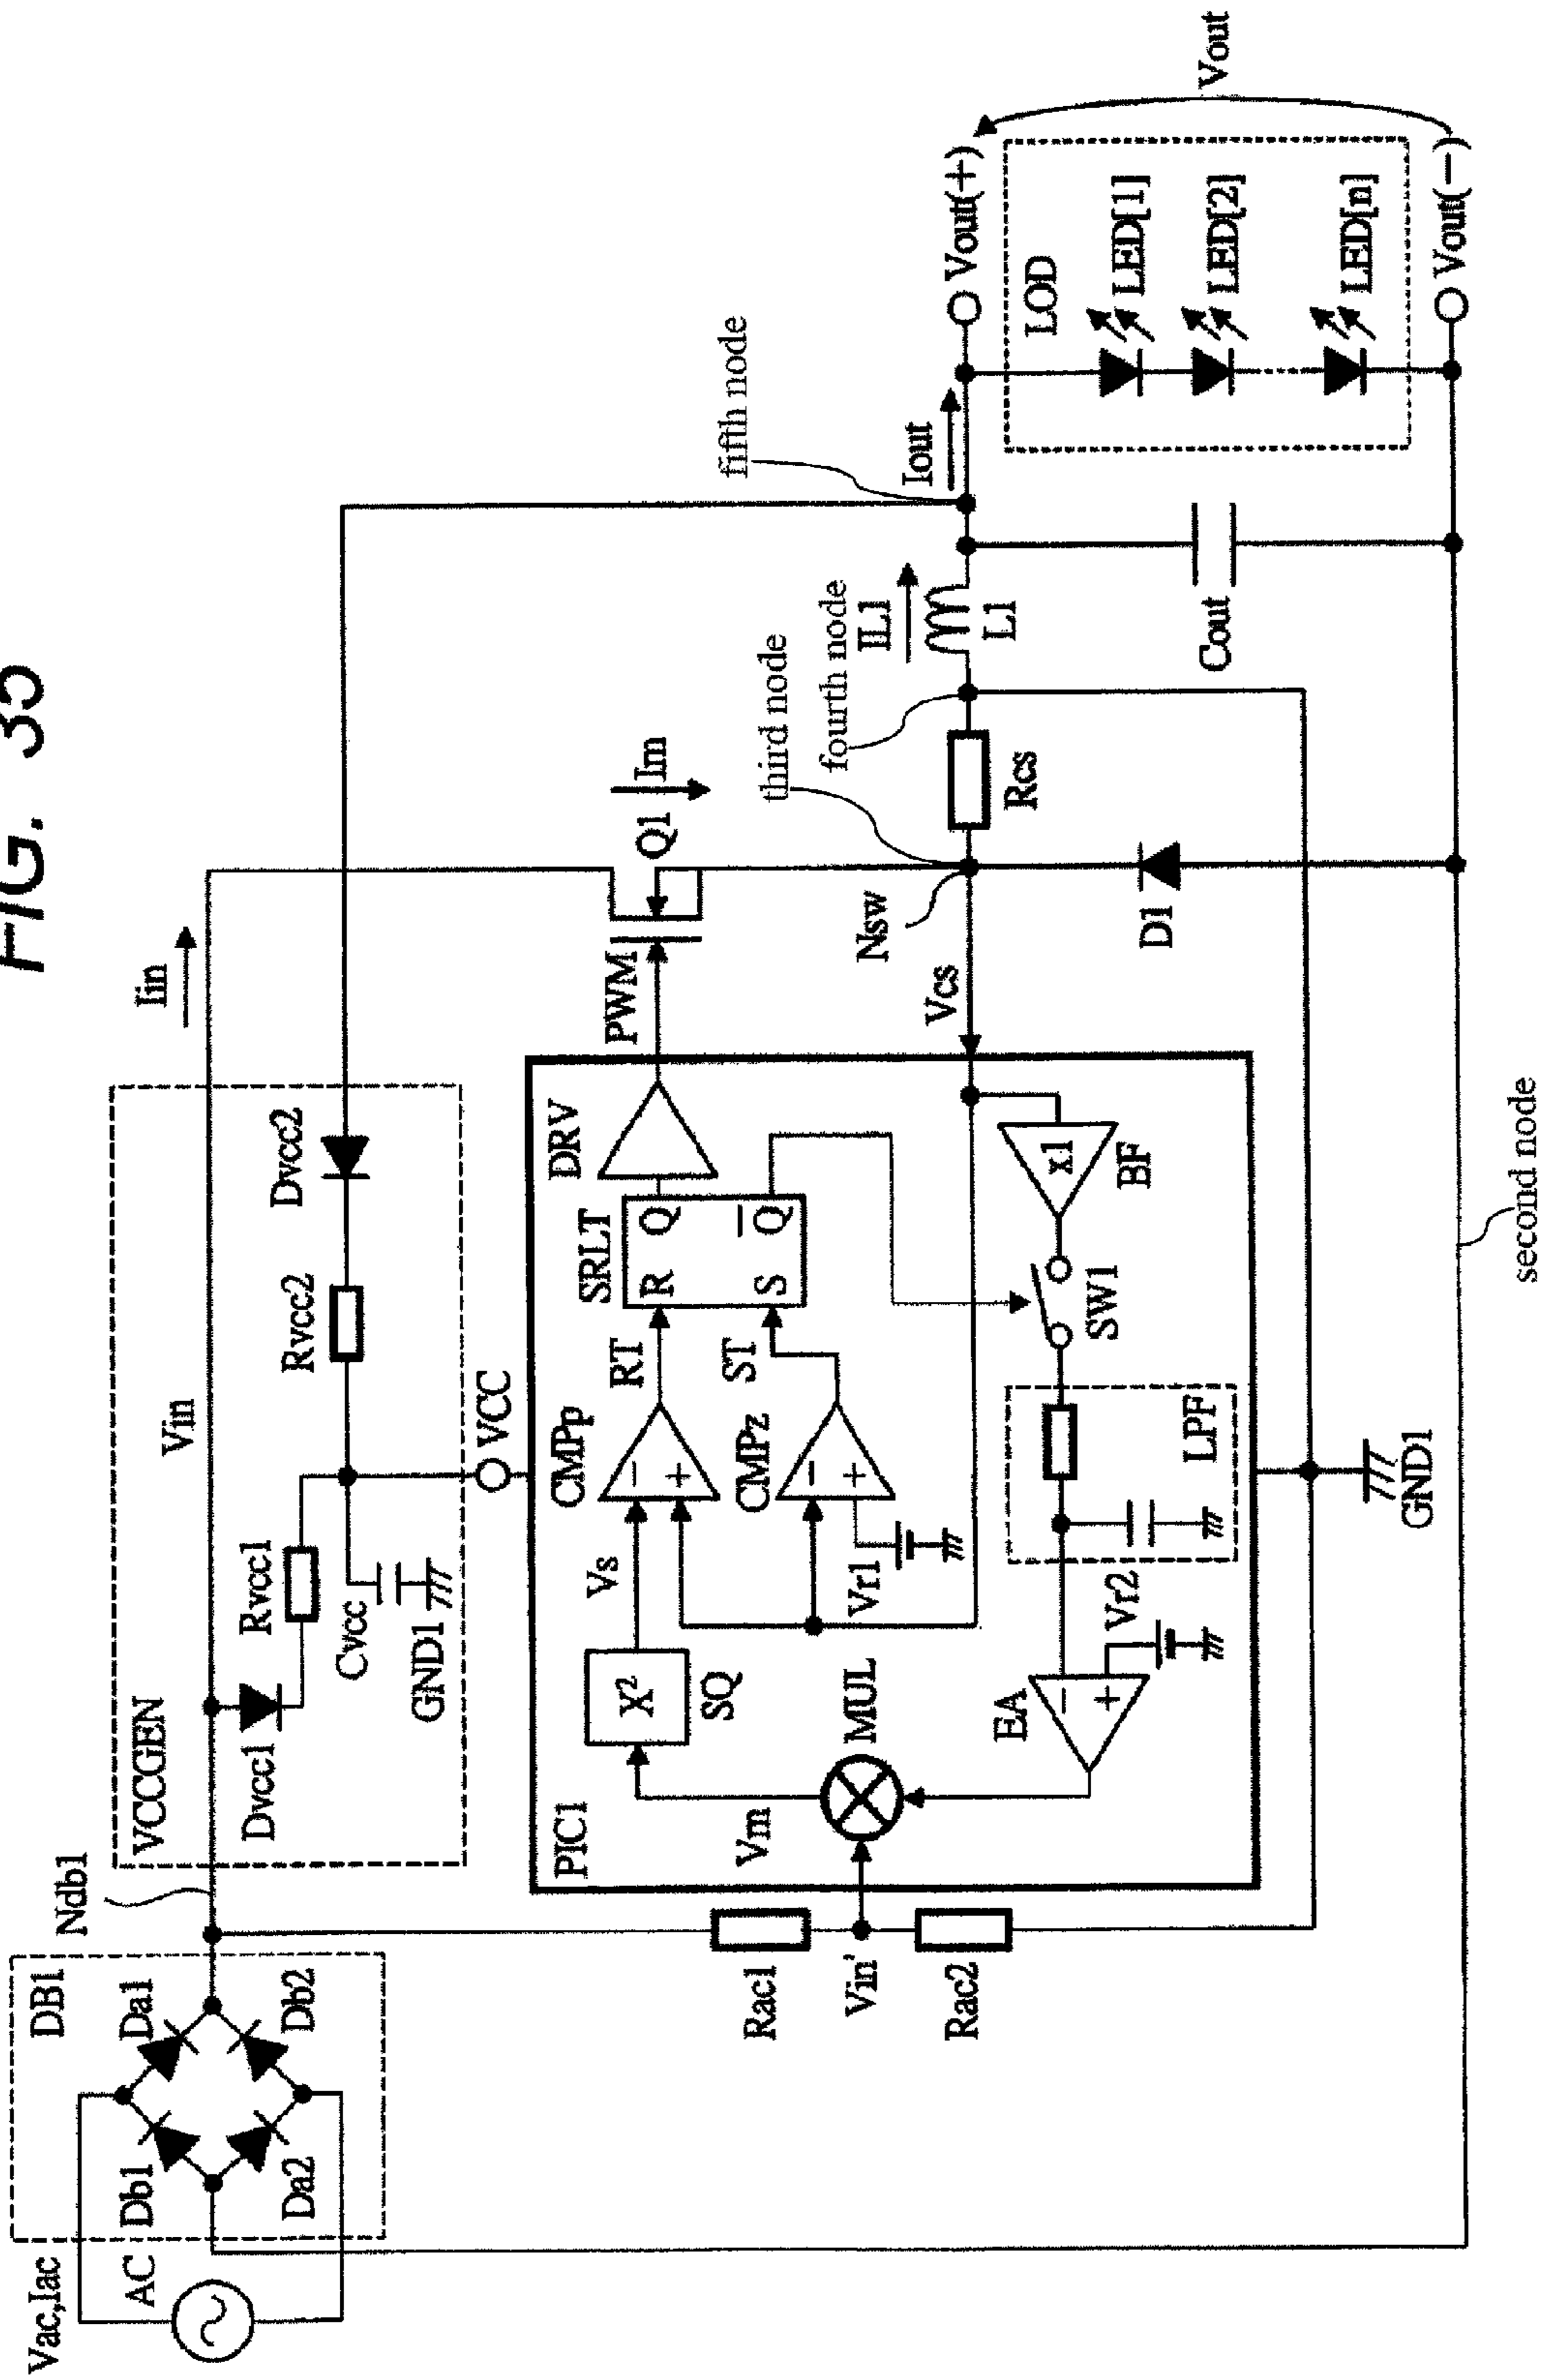 FIG. 35
Vac,Iac
AC
DB1
Da1
Db1
Db2
Da2
Ndb1
Vin
Iin
VCCGEN
Dvcc1
Rvcc1
Cvcc
GND1
Rvcc2
Dvcc2
VCC
Rac1
Vin'
Rac2
PIC1
Vm
MUL
X²
SQ
Vs
CMPp
−
+
RT
CMPz
−
+
ST
Vr1
SRLT
R
Q
S
Q̅
DRV
PWM
Q1
Im
EA
−
+
Vr2
LPF
SW1
x1
BF
Vcs
Nsw
D1
third node
Rcs
fourth node
IL1
L1
Cout
fifth node
Iout
Vout(+)
LOD
LED[1]
LED[2]
LED[n]
Vout(−)
Vout
GND1
second node